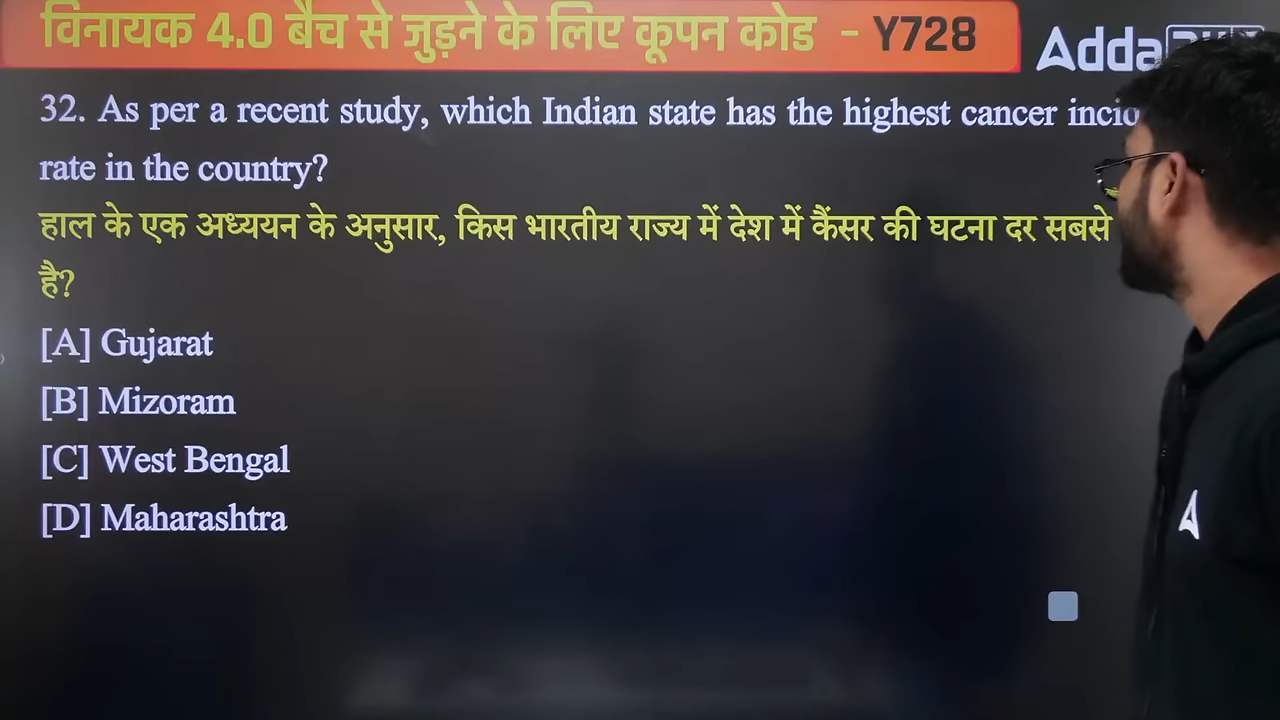 विनायक 4.0 बैच से जुड़ने के लिए कूपन कोड - Y728
Adda
32. As per a recent study, which Indian state has the highest cancer
rate in the country?
हाल के एक अध्ययन के अनुसार, किस भारतीय राज्य में देश में कैंसर की घटना दर सबसे
है?
[A] Gujarat
[B] Mizoram
[C] West Bengal
[D] Maharashtra